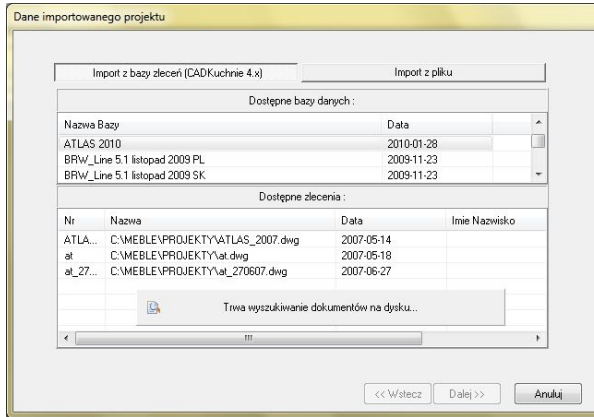 Dane importowanego projektu
Import z bazy zleceń (CADKuchnie 4.x) Import z pliku
Dostępne bazy danych :
Nazwa Bazy Data
ATLAS 2010 2010-01-28
BRW_Line 5.1 listopad 2009 PL 2009-11-23
BRW_Line 5.1 listopad 2009 SK 2009-11-23
Dostępne zlecenia :
Nr Nazwa Data Imie Nazwisko
ATLA... C:\MEBLE\PROJEKTY\ATLAS_2007.dwg 2007-05-14
at C:\MEBLE\PROJEKTY\at.dwg 2007-05-18
at_27... C:\MEBLE\PROJEKTY\at_270607.dwg 2007-06-27
Trwa wyszukiwanie dokumentów na dysku...
<< Wstecz Dalej >> Anuluj